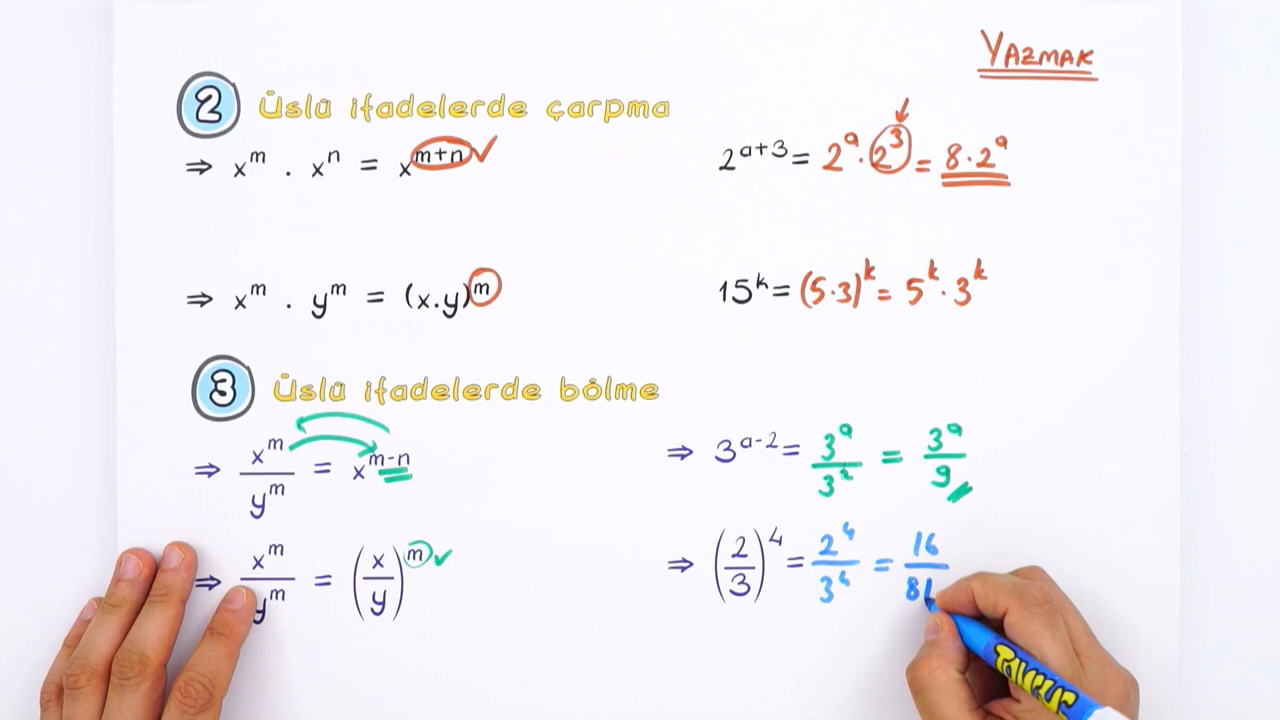 YAZMAK
2 Üslü ifadelerde çarpma
⇒ x^m . x^n = x^(m+n) ✓
2^(a+3) = 2^a · 2^3 = 8 · 2^a
⇒ x^m . y^m = (x.y)^m
15^k = (5·3)^k = 5^k · 3^k
3 Üslü ifadelerde bölme
⇒ x^m / y^m = x^(m-n)
⇒ 3^(a-2) = 3^a / 3^2 = 3^a / 9
⇒ x^m / y^m = (x/y)^m ✓
⇒ (2/3)^4 = 2^4 / 3^4 = 16 / 81